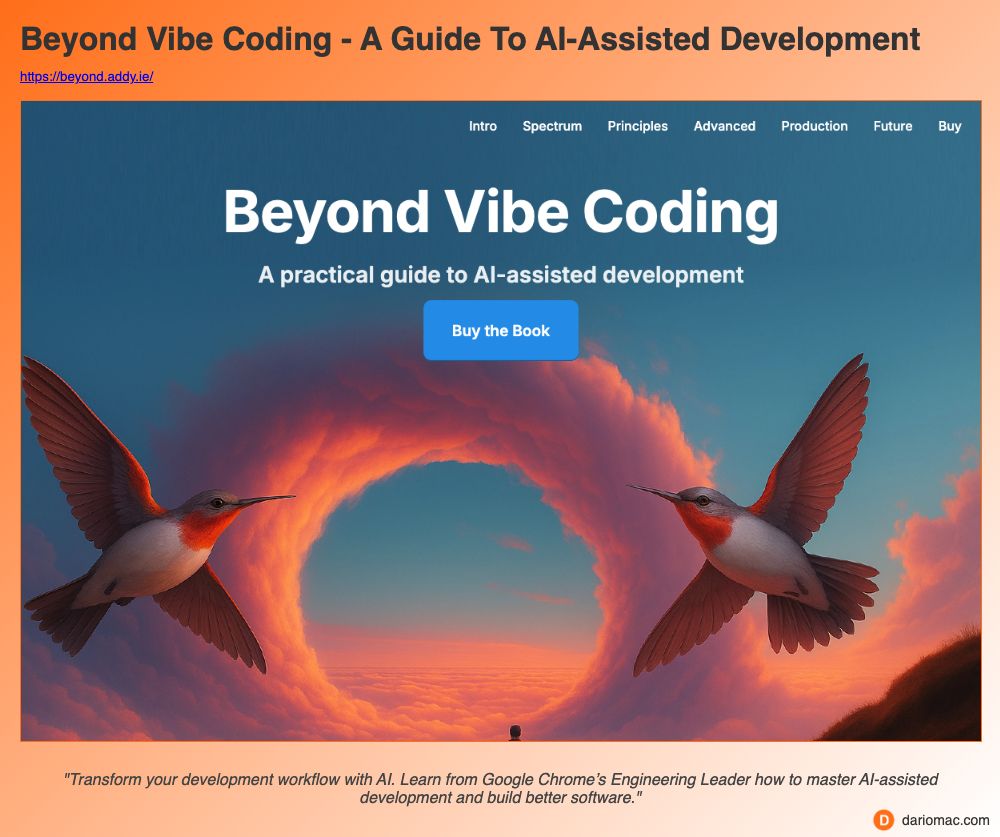 Beyond Vibe Coding - A Guide To AI-Assisted Development
https://beyond.addy.ie/
Intro Spectrum Principles Advanced Production Future Buy
Beyond Vibe Coding
A practical guide to AI-assisted development
Buy the Book
"Transform your development workflow with AI. Learn from Google Chrome’s Engineering Leader how to master AI-assisted
development and build better software."
D dariomac.com